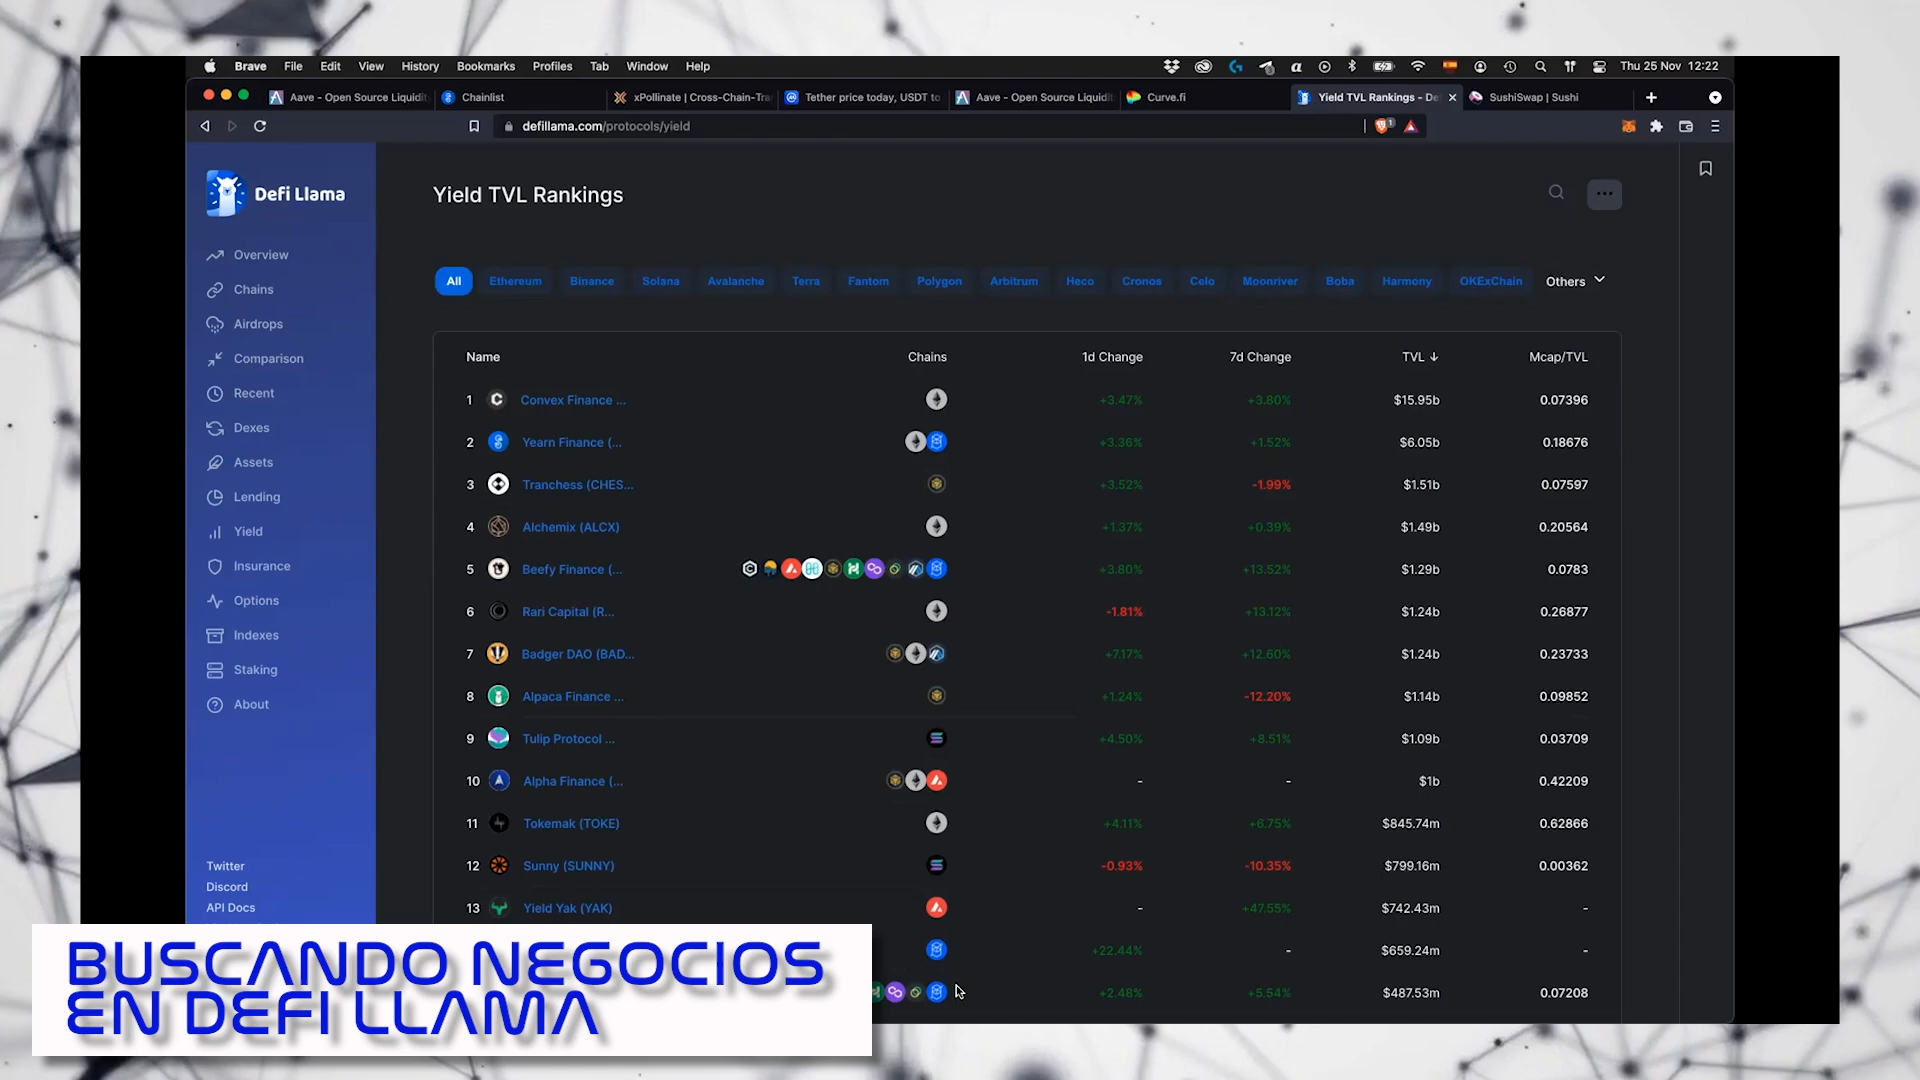 Brave File Edit View History Bookmarks Profiles Tab Window Help Thu 25 Nov 12:22
Aave - Open Source Liquidit Chainlist xPollinate | Cross-Chain-Tra Tether price today, USDT to Aave - Open Source Liquidit Curve.fi Yield TVL Rankings - De SushiSwap | Sushi
defillama.com/protocols/yield 1
Defi Llama
Overview
Chains
Airdrops
Comparison
Recent
Dexes
Assets
Lending
Yield
Insurance
Options
Indexes
Staking
About
Twitter
Discord
API Docs
Yield TVL Rankings
All Ethereum Binance Solana Avalanche Terra Fantom Polygon Arbitrum Heco Cronos Celo Moonriver Boba Harmony OKExChain Others
Name Chains 1d Change 7d Change TVL ↓ Mcap/TVL
1 Convex Finance ... +3.47% +3.80% $15.95b 0.07396
2 Yearn Finance (... +3.36% +1.52% $6.05b 0.18676
3 Tranchess (CHES... +3.52% -1.99% $1.51b 0.07597
4 Alchemix (ALCX) +1.37% +0.39% $1.49b 0.20564
5 Beefy Finance (... +3.80% +13.52% $1.29b 0.0783
6 Rari Capital (R... -1.81% +13.12% $1.24b 0.26877
7 Badger DAO (BAD... +7.17% +12.60% $1.24b 0.23733
8 Alpaca Finance ... +1.24% -12.20% $1.14b 0.09852
9 Tulip Protocol ... +4.50% +8.51% $1.09b 0.03709
10 Alpha Finance (... - - $1b 0.42209
11 Tokemak (TOKE) +4.11% +6.75% $845.74m 0.62866
12 Sunny (SUNNY) -0.93% -10.35% $799.16m 0.00362
13 Yield Yak (YAK) - +47.55% $742.43m -
+22.44% - $659.24m -
+2.48% +5.54% $487.53m 0.07208
BUSCANDO NEGOCIOS
EN DEFI LLAMA